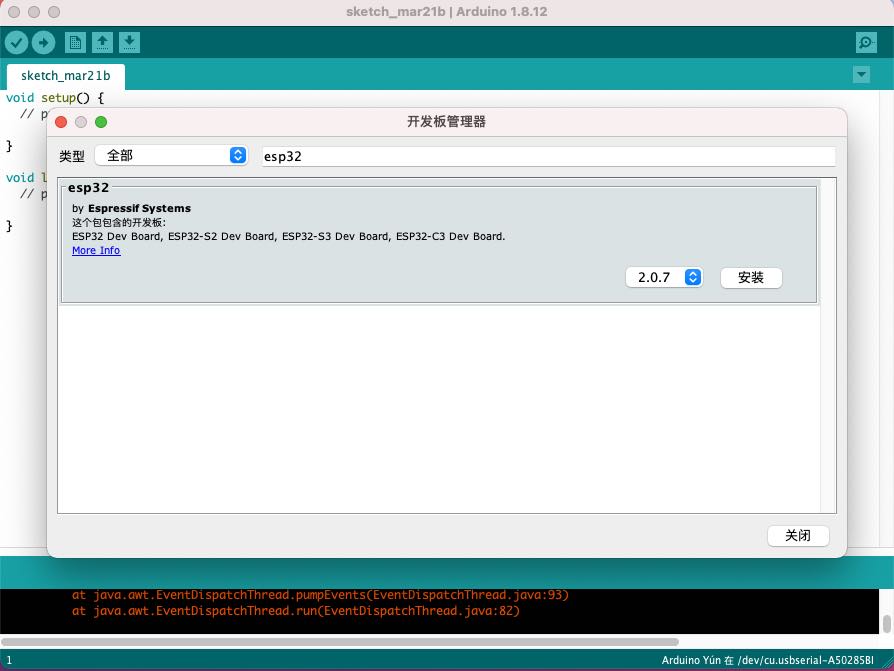 sketch_mar21b | Arduino 1.8.12
sketch_mar21b
void setup() {
// p
}
void l
// p
}
开发板管理器
类型 全部 esp32
esp32
by Espressif Systems
这个包包含的开发板：
ESP32 Dev Board, ESP32-S2 Dev Board, ESP32-S3 Dev Board, ESP32-C3 Dev Board.
More Info
2.0.7 安装
关闭
at java.awt.EventDispatchThread.pumpEvents(EventDispatchThread.java:93)
at java.awt.EventDispatchThread.run(EventDispatchThread.java:82)
1 Arduino Yún 在 /dev/cu.usbserial-A50285BI